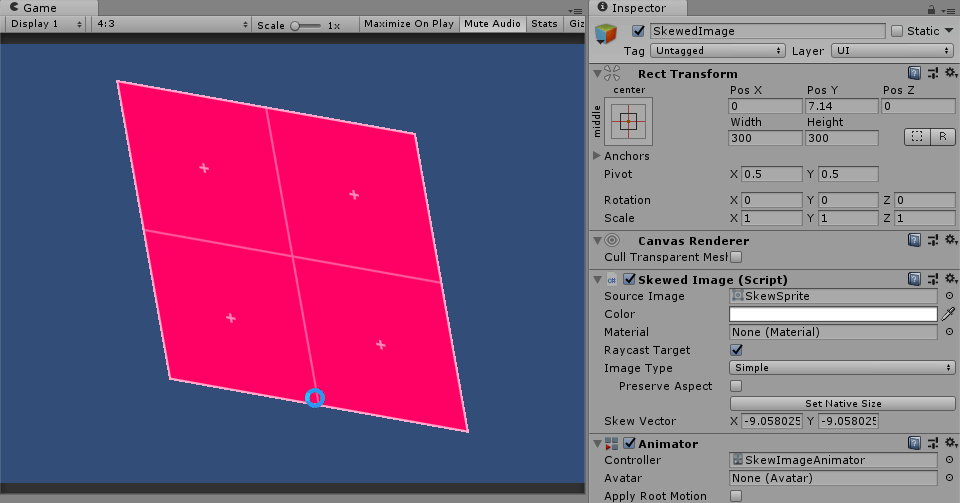 Game
Display 1 4:3 Scale 1x Maximize On Play Mute Audio Stats Giz
Inspector
SkewedImage Static
Tag Untagged Layer UI
Rect Transform
center Pos X Pos Y Pos Z
middle 0 7.14 0
Width Height
300 300 R
Anchors
Pivot X 0.5 Y 0.5
Rotation X 0 Y 0 Z 0
Scale X 1 Y 1 Z 1
Canvas Renderer
Cull Transparent Mesh
Skewed Image (Script)
Source Image SkewSprite
Color
Material None (Material)
Raycast Target
Image Type Simple
Preserve Aspect
Set Native Size
Skew Vector X -9.058025 Y -9.058025
Animator
Controller SkewImageAnimator
Avatar None (Avatar)
Apply Root Motion